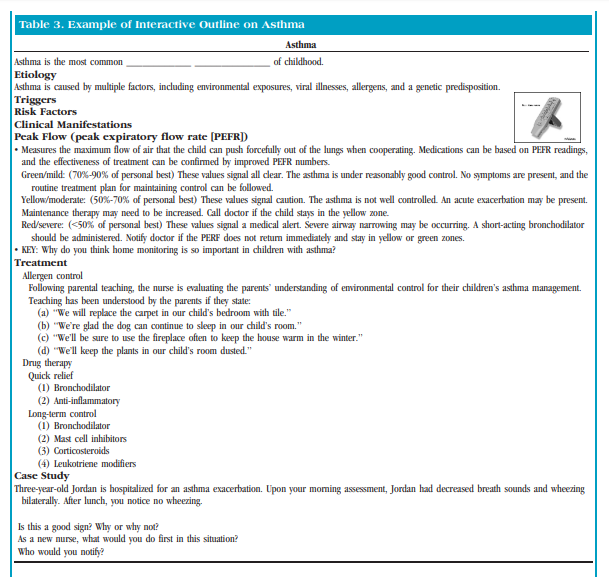 Table 3. Example of Interactive Outline on Asthma
Asthma
Asthma is the most common ______________ ________________ of childhood.
Etiology
Asthma is caused by multiple factors, including environmental exposures, viral illnesses, allergens, and a genetic predisposition.
Triggers
Risk Factors
Clinical Manifestations
Peak Flow (peak expiratory flow rate [PEFR])
• Measures the maximum flow of air that the child can push forcefully out of the lungs when cooperating. Medications can be based on PEFR readings,
and the effectiveness of treatment can be confirmed by improved PEFR numbers.
Green/mild: (70%-90% of personal best) These values signal all clear. The asthma is under reasonably good control. No symptoms are present, and the
routine treatment plan for maintaining control can be followed.
Yellow/moderate: (50%-70% of personal best) These values signal caution. The asthma is not well controlled. An acute exacerbation may be present.
Maintenance therapy may need to be increased. Call doctor if the child stays in the yellow zone.
Red/severe: (<50% of personal best) These values signal a medical alert. Severe airway narrowing may be occurring. A short-acting bronchodilator
should be administered. Notify doctor if the PERF does not return immediately and stay in yellow or green zones.
• KEY: Why do you think home monitoring is so important in children with asthma?
Treatment
Allergen control
Following parental teaching, the nurse is evaluating the parents' understanding of environmental control for their children's asthma management.
Teaching has been understood by the parents if they state:
(a) "We will replace the carpet in our child's bedroom with tile."
(b) "We're glad the dog can continue to sleep in our child's room."
(c) "We'll be sure to use the fireplace often to keep the house warm in the winter."
(d) "We'll keep the plants in our child's room dusted."
Drug therapy
Quick relief
(1) Bronchodilator
(2) Anti-inflammatory
Long-term control
(1) Bronchodilator
(2) Mast cell inhibitors
(3) Corticosteroids
(4) Leukotriene modifiers
Case Study
Three-year-old Jordan is hospitalized for an asthma exacerbation. Upon your morning assessment, Jordan had decreased breath sounds and wheezing
bilaterally. After lunch, you notice no wheezing.
Is this a good sign? Why or why not?
As a new nurse, what would you do first in this situation?
Who would you notify?